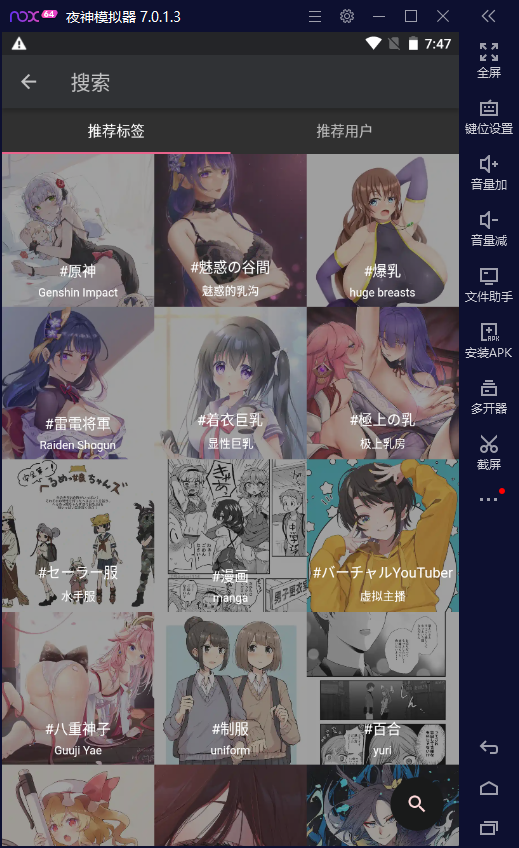 nox 64 夜神模拟器 7.0.1.3
7:47
全屏
搜索
键位设置
推荐标签
推荐用户
音量加
音量减
文件助手
安装APK
多开器
截屏
#原神
Genshin Impact
#魅惑の谷間
魅惑的乳沟
#爆乳
huge breasts
#雷電将軍
Raiden Shogun
#着衣巨乳
显性巨乳
#極上の乳
极上乳房
#セーラー服
水手服
#漫画
manga
#バーチャルYouTuber
虚拟主播
#八重神子
Guuji Yae
#制服
uniform
#百合
yuri